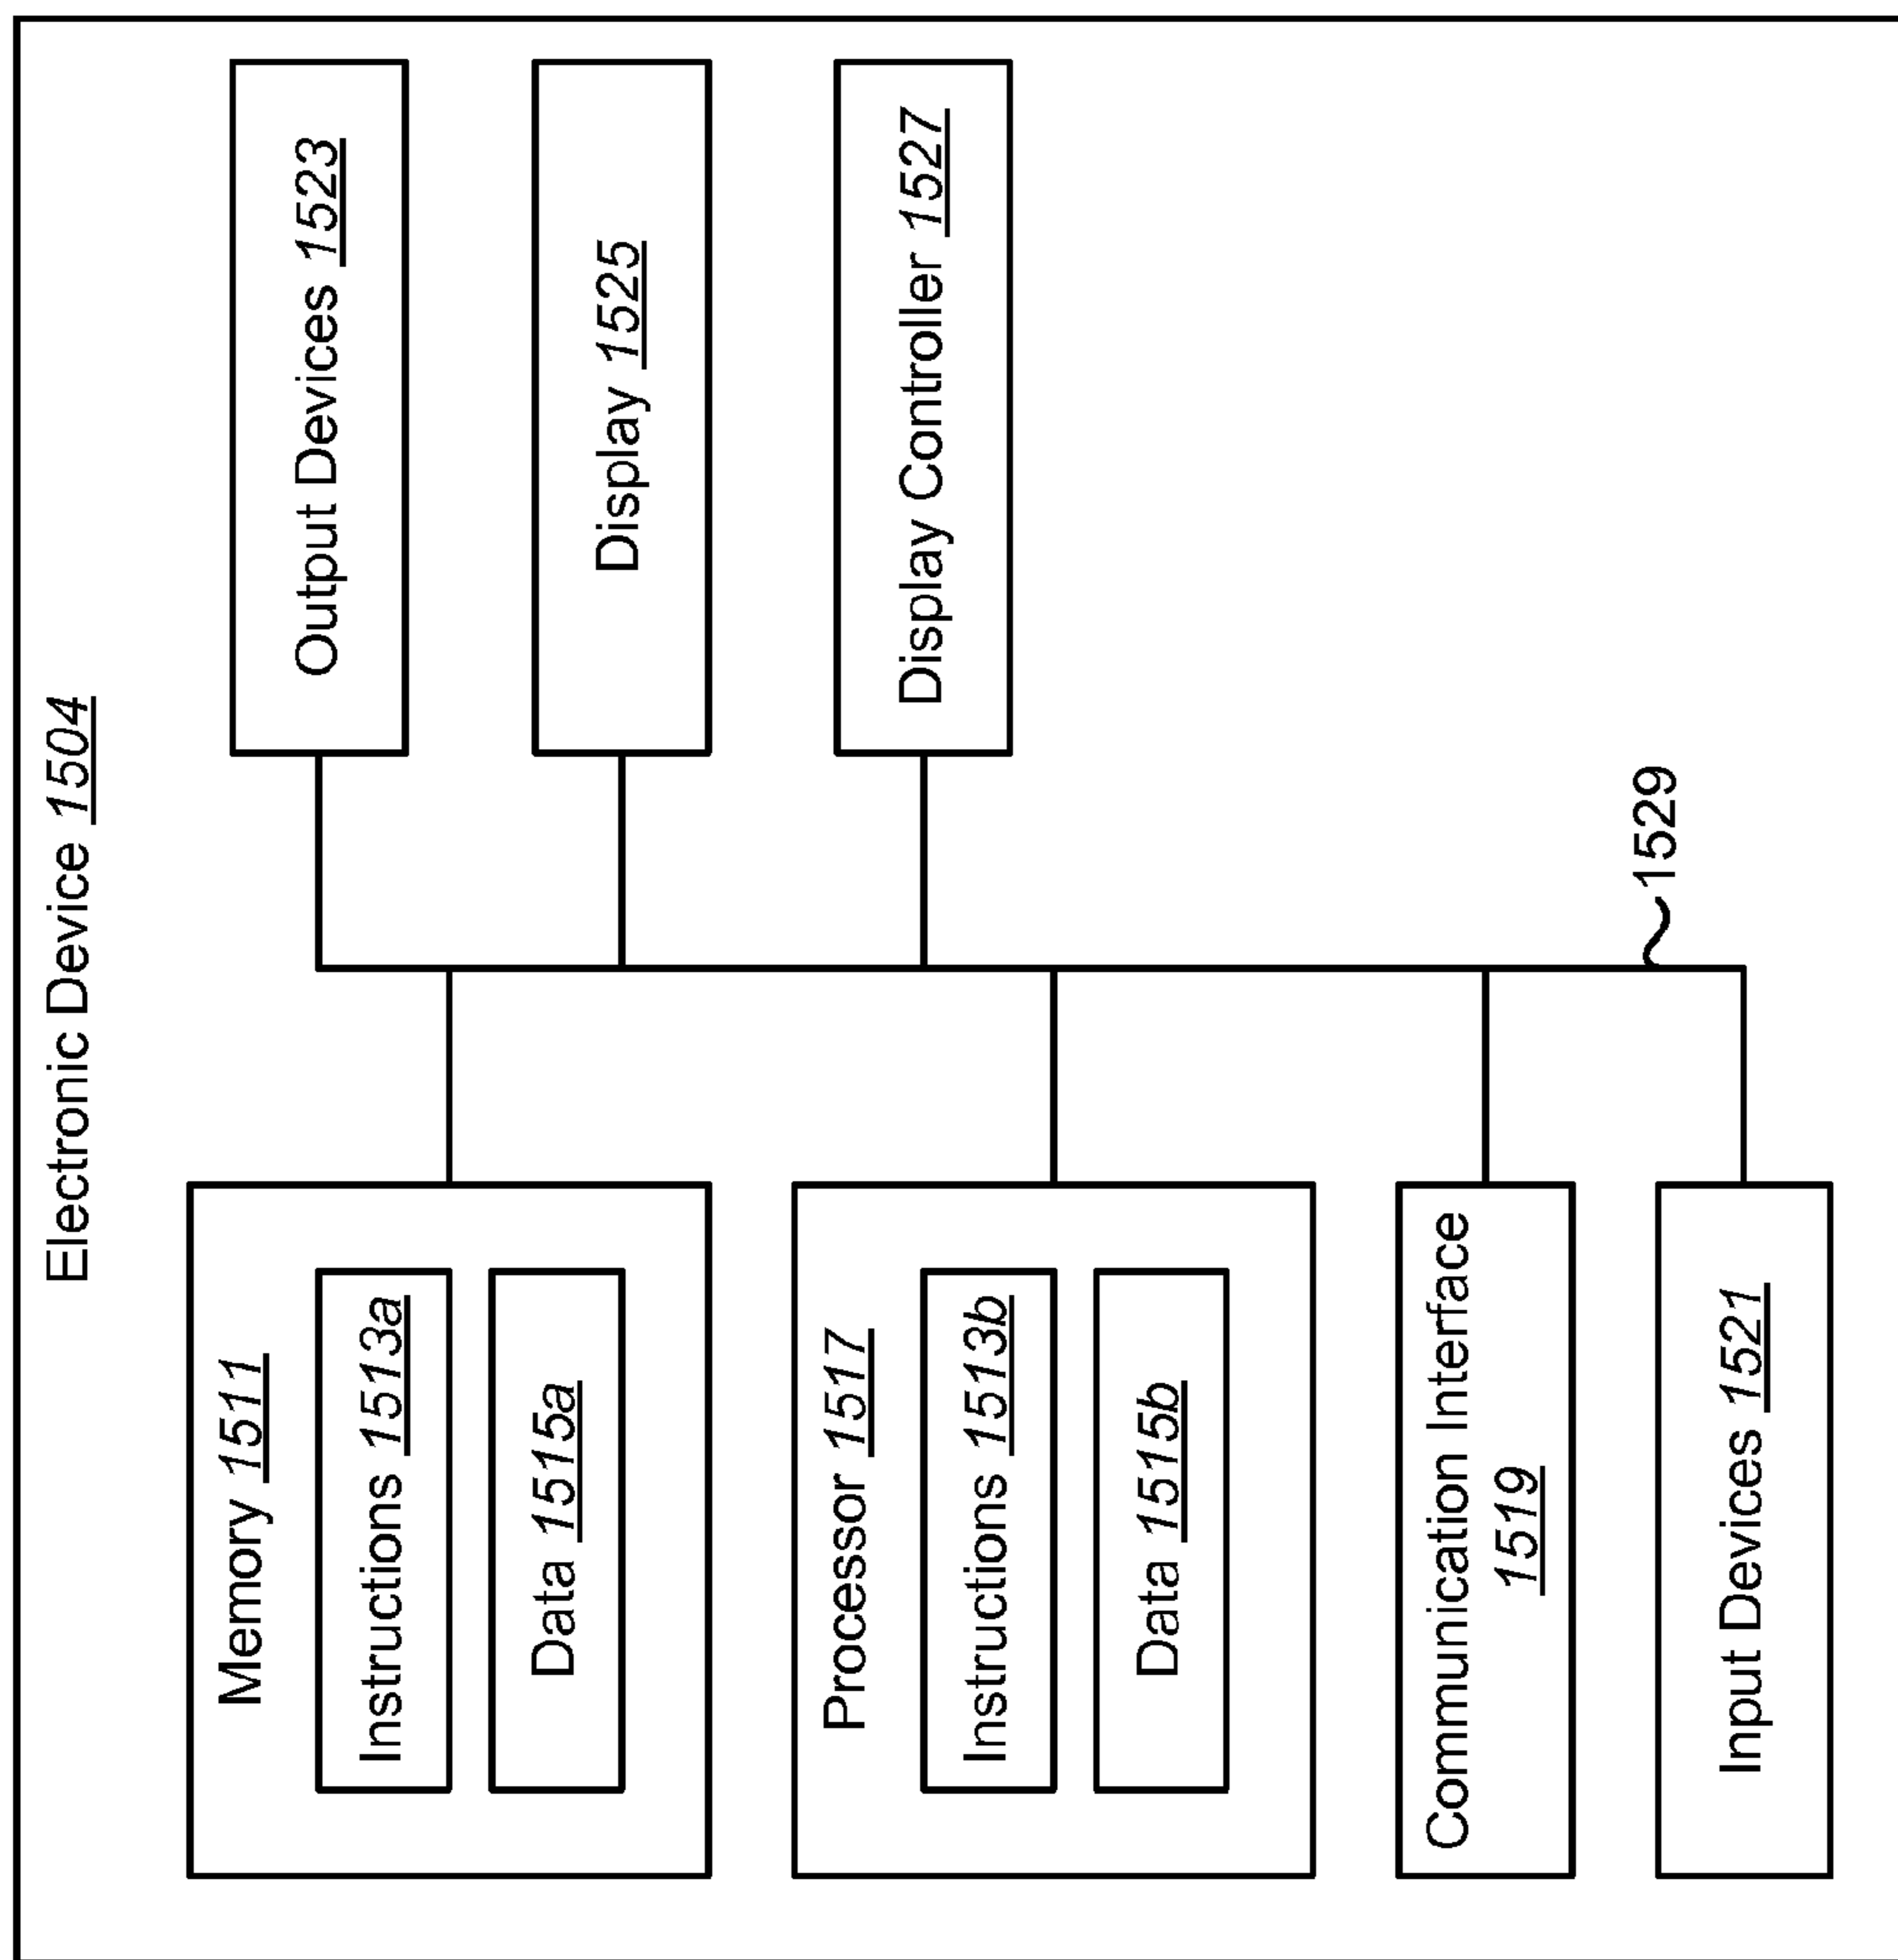 Electronic Device 1504
Memory 1511
Instructions 1513a
Data 1515a
Processor 1517
Instructions 1513b
Data 1515b
Communication Interface
1519
Input Devices 1521
Output Devices 1523
Display 1525
Display Controller 1527
1529